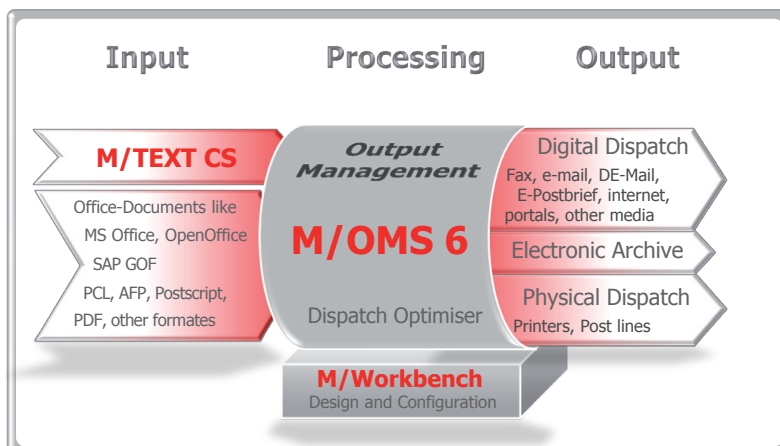 Input
Processing
Output
M/TEXT CS
Office-Documents like
MS Office, OpenOffice
SAP GOF
PCL, AFP, Postscript,
PDF, other formates
Output
Management
M/OMS 6
Dispatch Optimiser
M/Workbench
Design and Configuration
Digital Dispatch
Fax, e-mail, DE-Mail,
E-Postbrief, internet,
portals, other media
Electronic Archive
Physical Dispatch
Printers, Post lines